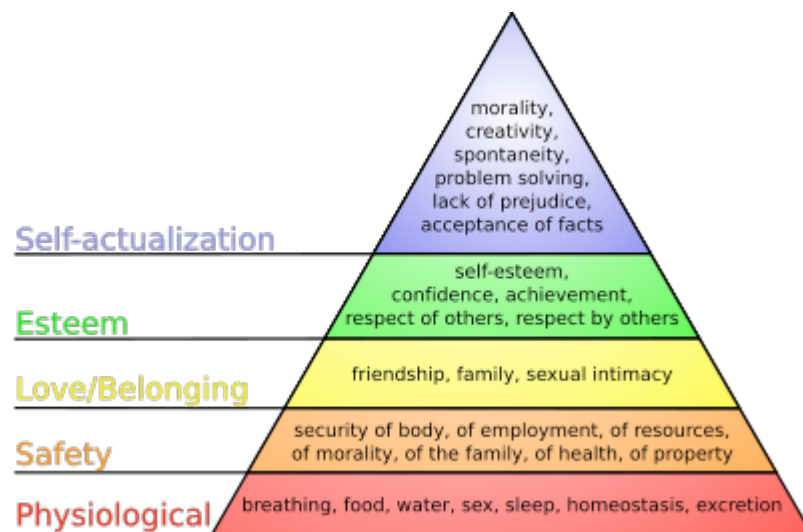 morality,
creativity,
spontaneity,
problem solving,
lack of prejudice,
acceptance of facts
Self-actualization
self-esteem,
confidence, achievement,
respect of others, respect by others
Esteem
friendship, family, sexual intimacy
Love/Belonging
security of body, of employment, of resources,
of morality, of the family, of health, of property
Safety
breathing, food, water, sex, sleep, homeostasis, excretion
Physiological